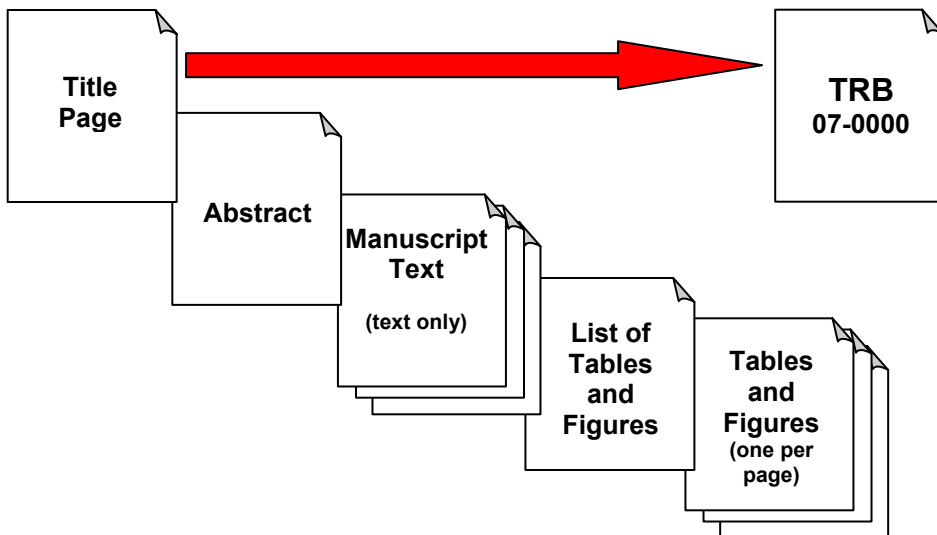 Title
Page
TRB
07-0000
Abstract
Manuscript
Text
(text only)
List of
Tables
and
Figures
Tables
and
Figures
(one per
page)